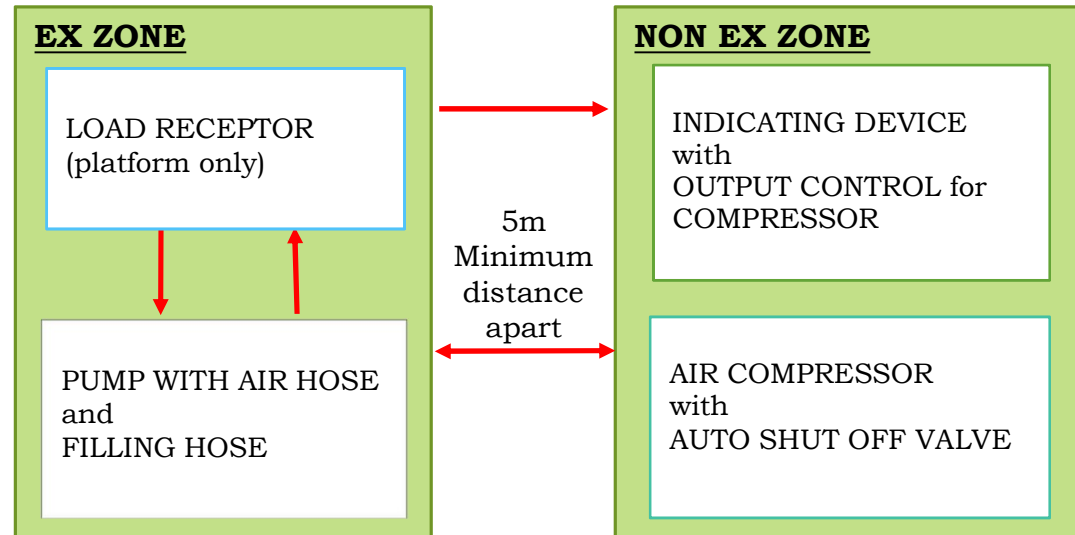 EX ZONE
LOAD RECEPTOR
(platform only)
PUMP WITH AIR HOSE
and
FILLING HOSE
5m
Minimum
distance
apart
NON EX ZONE
INDICATING DEVICE
with
OUTPUT CONTROL for
COMPRESSOR
AIR COMPRESSOR
with
AUTO SHUT OFF VALVE